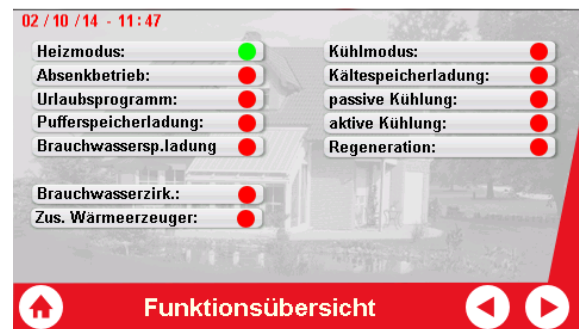 02 / 10 / 14 - 11:47
Heizmodus:
Absenkbetrieb:
Urlaubsprogramm:
Pufferspeicherladung:
Brauchwassersp.ladung
Brauchwasserzirk.:
Zus. Wärmeerzeuger:
Kühlmodus:
Kältespeicherladung:
passive Kühlung:
aktive Kühlung:
Regeneration:
Funktionsübersicht